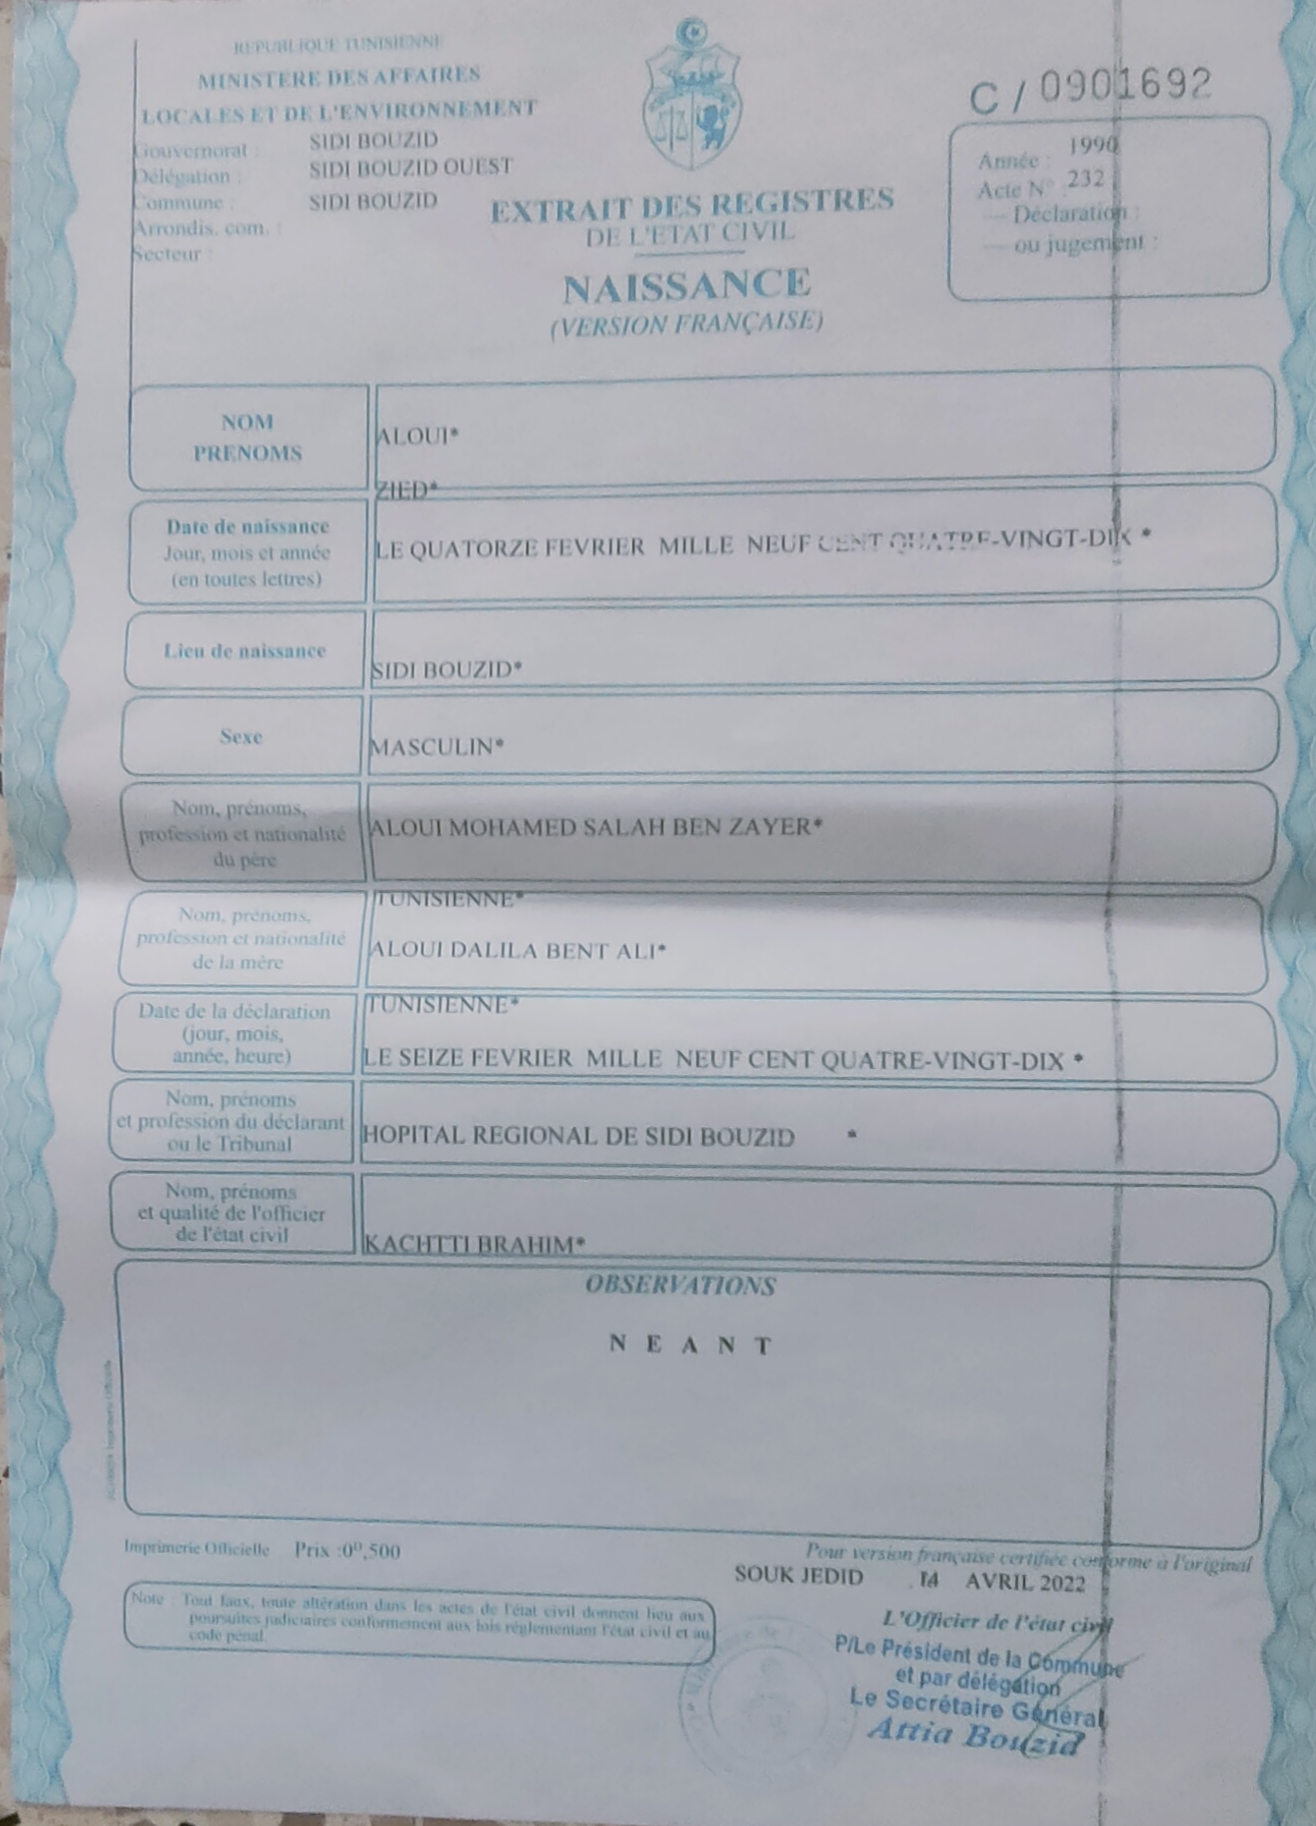 REPUBLIQUE TUNISIENNE
MINISTERE DES AFFAIRES
LOCALES ET DE L'ENVIRONNEMENT
Gouvernorat : SIDI BOUZID
Délégation : SIDI BOUZID OUEST
Commune : SIDI BOUZID
Arrondis. com. :
Secteur :
C / 0901692
Année : 1990
Acte N° 232
— Déclaration :
— ou jugement :
EXTRAIT DES REGISTRES
DE L'ETAT CIVIL
NAISSANCE
(VERSION FRANÇAISE)
NOM
PRENOMS
ALOUI*
ZIED*
Date de naissance
Jour, mois et année
(en toutes lettres)
LE QUATORZE FEVRIER MILLE NEUF CENT QUATRE-VINGT-DIX *
Lieu de naissance
SIDI BOUZID*
Sexe
MASCULIN*
Nom, prénoms,
profession et nationalité
du père
ALOUI MOHAMED SALAH BEN ZAYER*
TUNISIENNE*
Nom, prénoms,
profession et nationalité
de la mère
ALOUI DALILA BENT ALI*
TUNISIENNE*
Date de la déclaration
(jour, mois,
année, heure)
LE SEIZE FEVRIER MILLE NEUF CENT QUATRE-VINGT-DIX *
Nom, prénoms
et profession du déclarant
ou le Tribunal
HOPITAL REGIONAL DE SIDI BOUZID *
Nom, prénoms
et qualité de l'officier
de l'état civil
KACHTTI BRAHIM*
OBSERVATIONS
N E A N T
Imprimerie Officielle Prix :0ᴰ,500
Note : Tout faux, toute altération dans les actes de l'état civil donnent lieu aux
poursuites judiciaires conformement aux lois réglementant l'état civil et au
code pénal.
Pour version française certifiée conforme à l'original
SOUK JEDID 14 AVRIL 2022
L'Officier de l'état civil
P/Le Président de la Commune
et par délégation
Le Secrétaire Général
Attia Bouzid